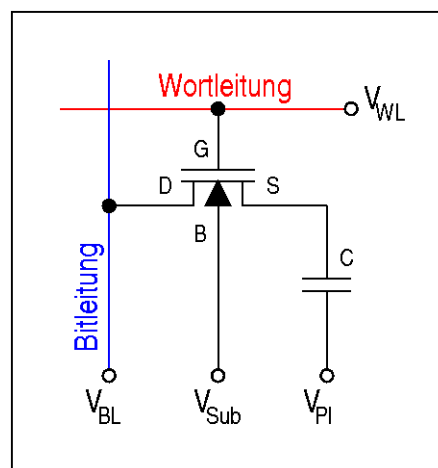 Wortleitung
V_WL
G
D
S
B
C
Bitleitung
V_BL
V_Sub
V_Pl